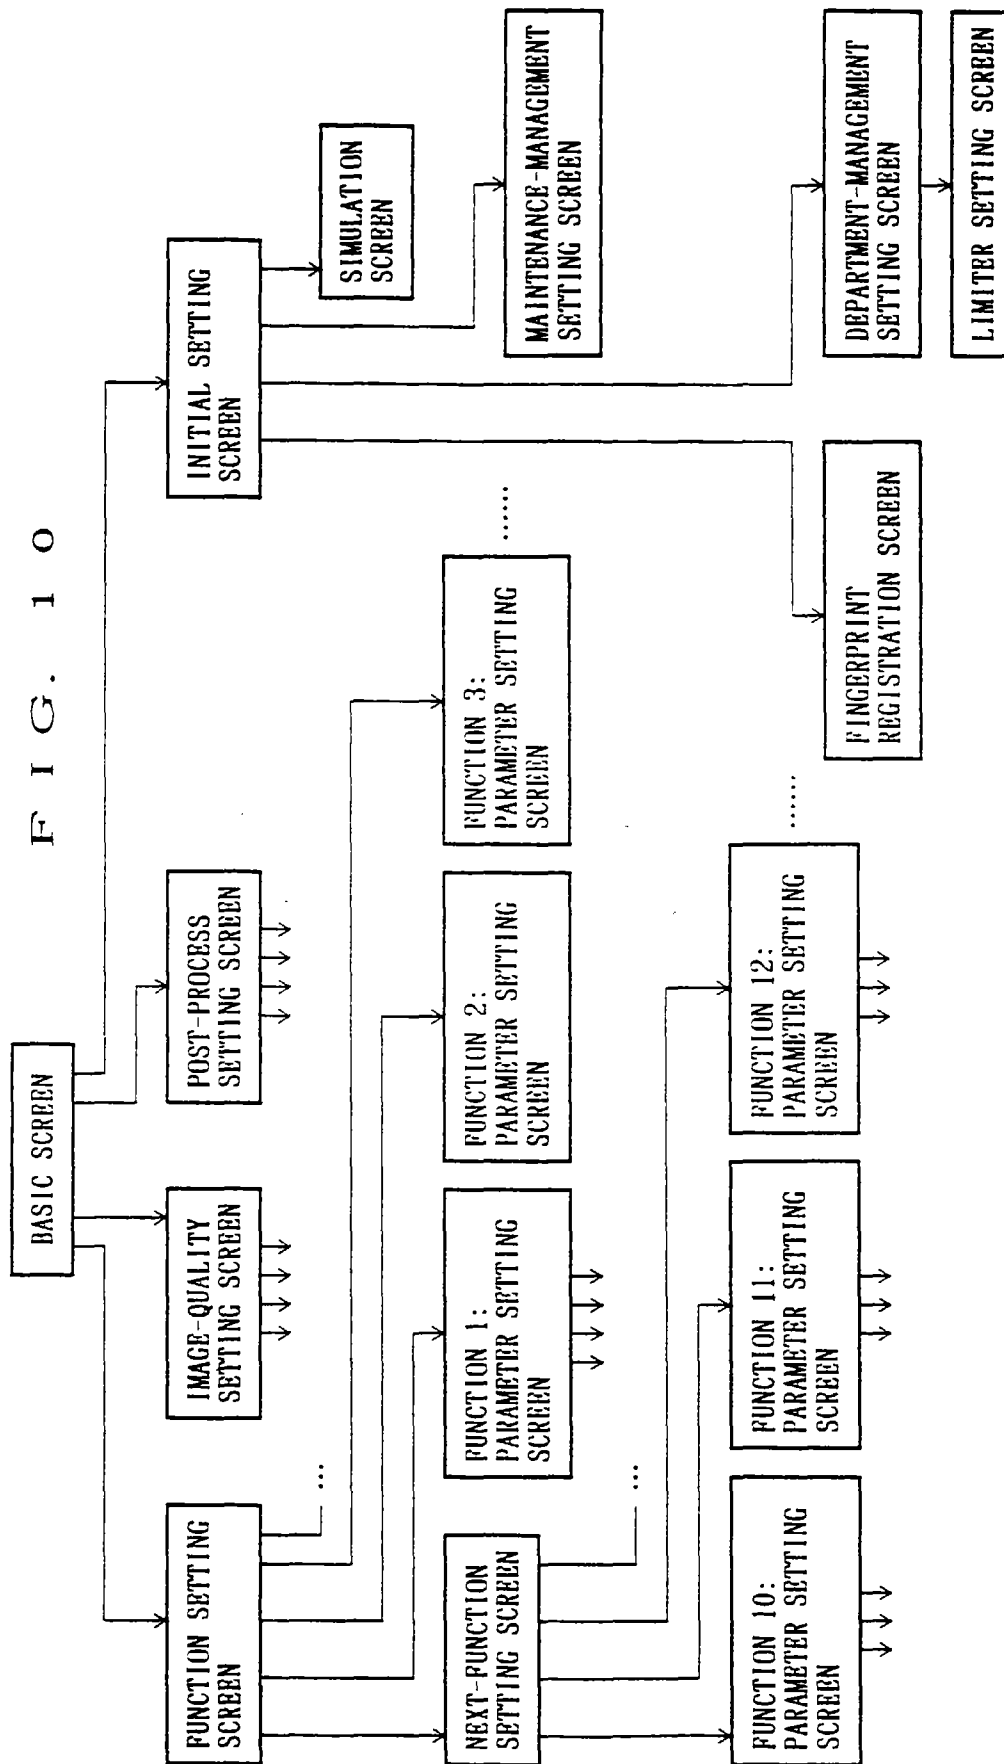 F I G. 1 0
BASIC SCREEN
FUNCTION SETTING
SCREEN
IMAGE-QUALITY
SETTING SCREEN
POST-PROCESS
SETTING SCREEN
INITIAL SETTING
SCREEN
...
SIMULATION
SCREEN
NEXT-FUNCTION
SETTING SCREEN
FUNCTION 1:
PARAMETER SETTING
SCREEN
FUNCTION 2:
PARAMETER SETTING
SCREEN
FUNCTION 3:
PARAMETER SETTING
SCREEN
......
MAINTENANCE-MANAGEMENT
SETTING SCREEN
...
FUNCTION 10:
PARAMETER SETTING
SCREEN
FUNCTION 11:
PARAMETER SETTING
SCREEN
FUNCTION 12:
PARAMETER SETTING
SCREEN
......
FINGERPRINT
REGISTRATION SCREEN
DEPARTMENT-MANAGEMENT
SETTING SCREEN
LIMITER SETTING SCREEN